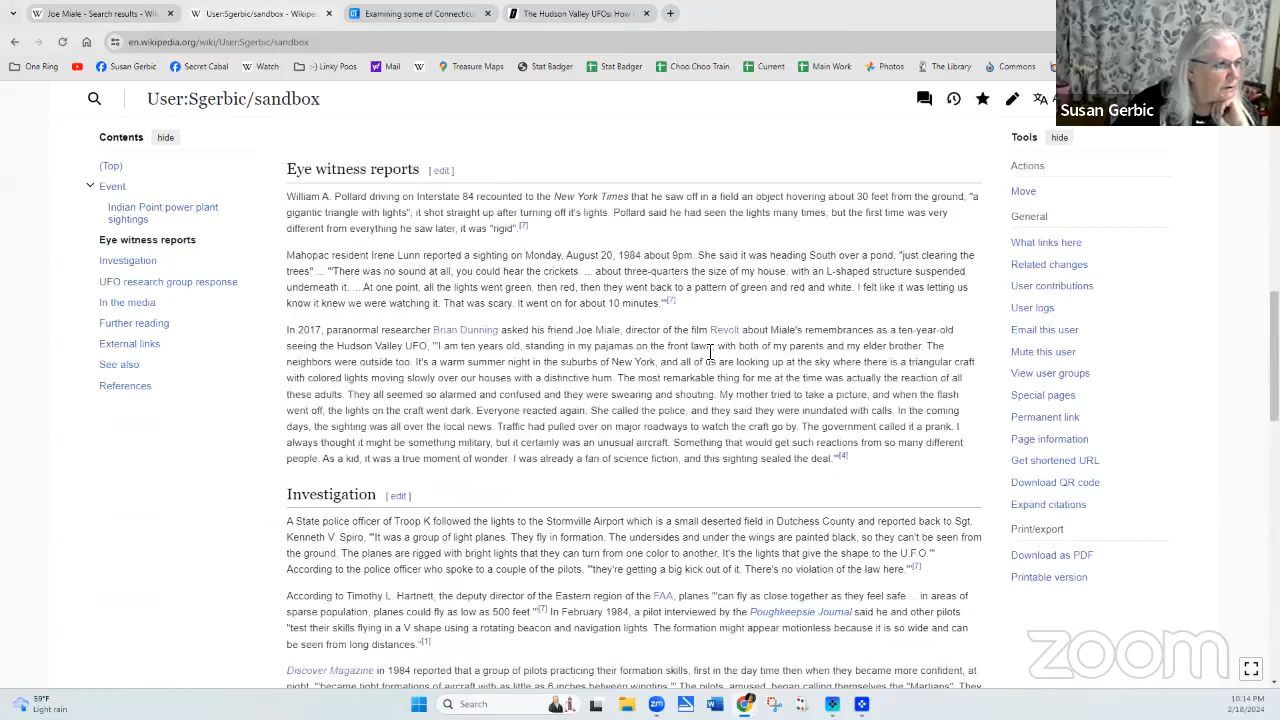 Joe Miale - Search results - Wiki
Wikipedia:Sgerbic -
Examining some of Connecticut
The Hudson Valley UFOs: How
en.wikipedia.org/wiki/User:Sgerbic/sandbox
One Ring
Susan Gerbic
Secret Cabal
Watch
:-) Linky Poos
Mail
Treasure Maps
Stat Badger
Stat Badger
Choo Choo Train
Current
Main Work
Photos
The Library
Commons
User:Sgerbic/sandbox
Susan Gerbic
Contents hide
(Top)
Event
Indian Point power plant
sightings
Eye witness reports
Investigation
UFO research group response
In the media
Further reading
External links
See also
References
Eye witness reports [ edit ]
William A. Pollard driving on Interstate 84 recounted to the New York Times that he saw off in a field an object hovering about 30 feet from the ground, "a
gigantic triangle with lights", it shot straight up after turning off it's lights. Pollard said he had seen the lights many times, but the first time was very
different from everything he saw later, it was "rigid".[7]
Mahopac resident Irene Lunn reported a sighting on Monday, August 20, 1984 about 9pm. She said it was heading South over a pond, "just clearing the
trees" ... "'There was no sound at all, you could hear the crickets. ... about three-quarters the size of my house, with an L-shaped structure suspended
underneath it. ... At one point, all the lights went green, then red, then they went back to a pattern of green and red and white. I felt like it was letting us
know it knew we were watching it. That was scary. It went on for about 10 minutes.'"[7]
In 2017, paranormal researcher Brian Dunning asked his friend Joe Miale, director of the film Revolt about Miale's remembrances as a ten-year-old
seeing the Hudson Valley UFO, "'I am ten years old, standing in my pajamas on the front lawn with both of my parents and my elder brother. The
neighbors were outside too. It's a warm summer night in the suburbs of New York, and all of us are looking up at the sky where there is a triangular craft
with colored lights moving slowly over our houses with a distinctive hum. The most remarkable thing for me at the time was actually the reaction of all
these adults. They all seemed so alarmed and confused and they were swearing and shouting. My mother tried to take a picture, and when the flash
went off, the lights on the craft went dark. Everyone reacted again. She called the police, and they said they were inundated with calls. In the coming
days, the sighting was all over the local news. Traffic had pulled over on major roadways to watch the craft go by. The government called it a prank. I
always thought it might be something military, but it certainly was an unusual aircraft. Something that would get such reactions from so many different
people. As a kid, it was a true moment of wonder. I was already a fan of science fiction, and this sighting sealed the deal.'"[4]
Investigation [ edit ]
A State police officer of Troop K followed the lights to the Stormville Airport which is a small deserted field in Dutchess County and reported back to Sgt.
Kenneth V. Spiro, "'It was a group of light planes. They fly in formation. The undersides and under the wings are painted black, so they can't be seen from
the ground. The planes are rigged with bright lights that they can turn from one color to another. It's the lights that give the shape to the U.F.O.'"
According to the police officer who spoke to a couple of the pilots, "'they're getting a big kick out of it. There's no violation of the law here.'"[7]
According to Timothy L. Hartnett, the deputy director of the Eastern region of the FAA, planes "'can fly as close together as they feel safe ... in areas of
sparse population, planes could fly as low as 500 feet.'"[7] In February 1984, a pilot interviewed by the Poughkeepsie Journal said he and other pilots
"test their skills flying in a V shape using a rotating beacon and navigation lights. The formation might appear motionless because it is so wide and can
be seen from long distances."[1]
Discover Magazine in 1984 reported that a group of pilots practicing their formation skills, first in the day time then when they became more confident, at
night, "'became tight formations of aircraft with as little as 6 inches between wingtips.'" The pilots, amused, began calling themselves the "Martians". They
Tools hide
Actions
Move
General
What links here
Related changes
User contributions
User logs
Email this user
Mute this user
View user groups
Special pages
Permanent link
Page information
Get shortened URL
Download QR code
Expand citations
Print/export
Download as PDF
Printable version
zoom
59°F
Light rain
Search
10:14 PM
2/18/2024